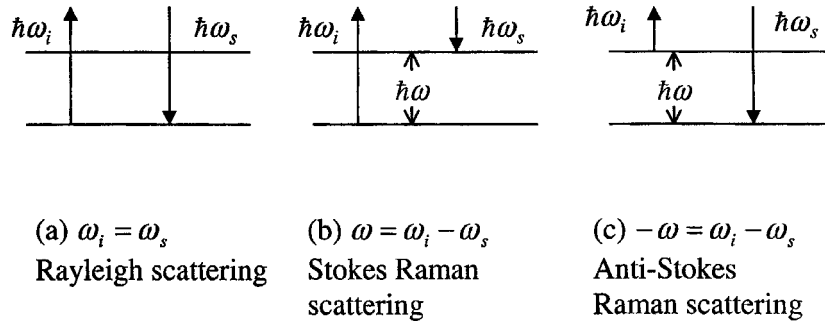 ħω_i ħω_s
ħω
ħω_i ħω_s
ħω
ħω_i ħω_s
(a) ω_i = ω_s
Rayleigh scattering
(b) ω = ω_i − ω_s
Stokes Raman
scattering
(c) −ω = ω_i − ω_s
Anti-Stokes
Raman scattering